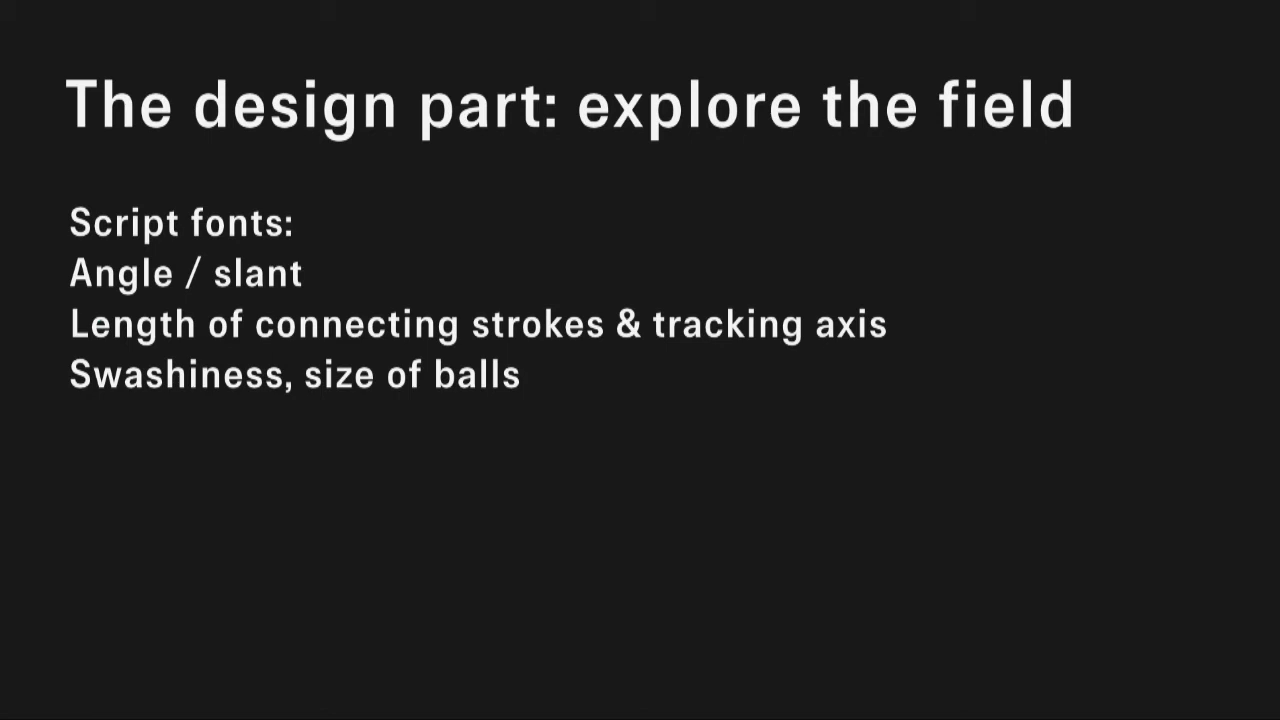 The design part: explore the field
Script fonts:
Angle / slant
Length of connecting strokes & tracking axis
Swashiness, size of balls